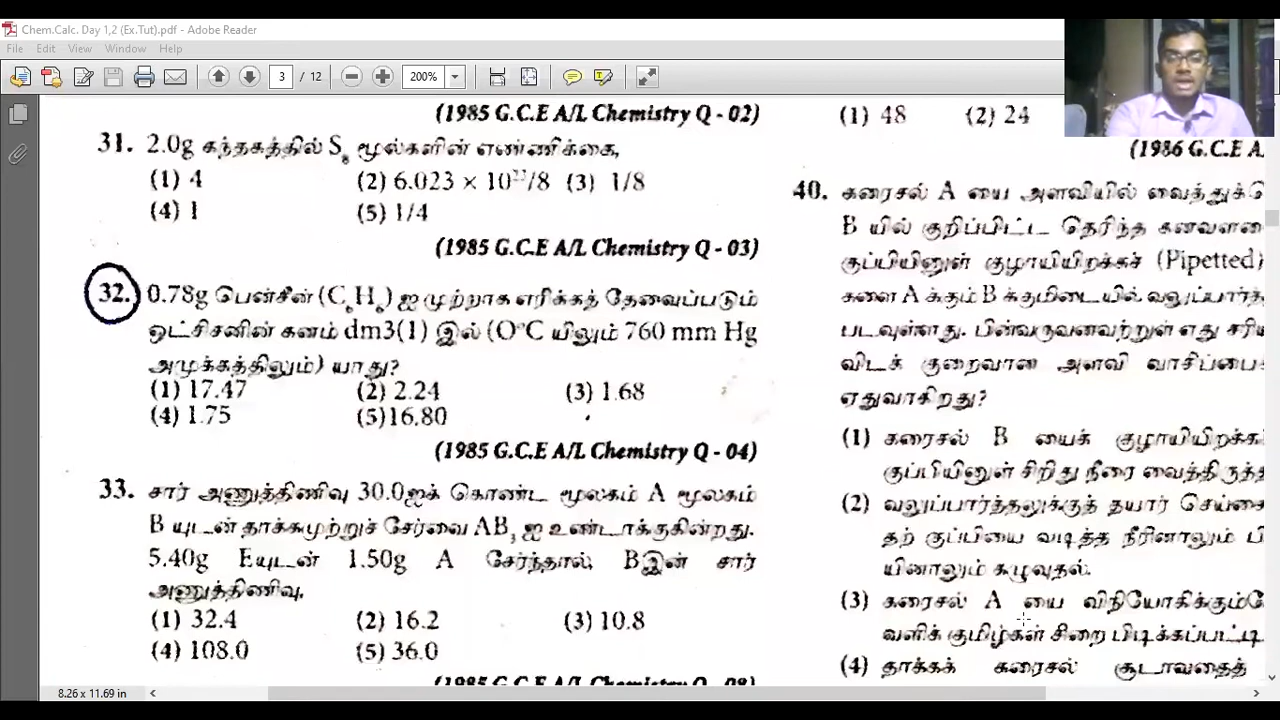 Chem.Calc. Day 1,2 (Ex.Tut).pdf - Adobe Reader
File Edit View Window Help
3 / 12 200%
(1985 G.C.E A/L Chemistry Q - 02)
31. 2.0g கந்தகத்தில் S₈ மூல்களின் எண்ணிக்கை,
(1) 4 (2) 6.023 × 10²³/8 (3) 1/8
(4) 1 (5) 1/4
(1985 G.C.E A/L Chemistry Q - 03)
32. 0.78g பென்சீன் (C₆H₆) ஐ முற்றாக எரிக்கத் தேவைப்படும்
ஒட்சிசனின் கனம் dm3(1) இல் (O°C யிலும் 760 mm Hg
அமுக்கத்திலும்) யாது?
(1) 17.47 (2) 2.24 (3) 1.68
(4) 1.75 (5)16.80
(1985 G.C.E A/L Chemistry Q - 04)
33. சார் அணுத்திணிவு 30.0ஐக் கொண்ட மூலகம் A மூலகம்
B யுடன் தாக்கமுற்றுச் சேர்வை AB₃ ஐ உண்டாக்குகின்றது.
5.40g Eயுடன் 1.50g A சேர்ந்தால் Bஇன் சார்
அணுத்திணிவு,
(1) 32.4 (2) 16.2 (3) 10.8
(4) 108.0 (5) 36.0
(1) 48 (2) 24
(1986 G.C.E A
40. கரைசல் A யை அளவியில் வைத்துக்
B யில் குறிப்பிட்ட தெரிந்த கனவளவை
குப்பியினுள் குழாயியிறக்கச் (Pipetted)
களை A க்கும் B க்குமிடையில் வலுப்பார்த்
படவுள்ளது. பின்வருவனவற்றுள் எது சரி
விடக் குறைவான அளவி வாசிப்பை
ஏதுவாகிறது?
(1) கரைசல் B யைக் குழாயியிறக்க
குப்பியினுள் சிறிது நீரை வைத்திருத்
(2) வலுப்பார்த்தலுக்குத் தயார் செய்கை
தற் குப்பியை வடித்த நீரினாலும் பி
யினாலும் கழுவுதல்.
(3) கரைசல் A யை விநியோகிக்கும்
வளிக் குமிழ்கள் சிறை பிடிக்கப்பட்டி
(4) தாக்கக் கரைசல் சூடாவதைத்
8.26 x 11.69 in